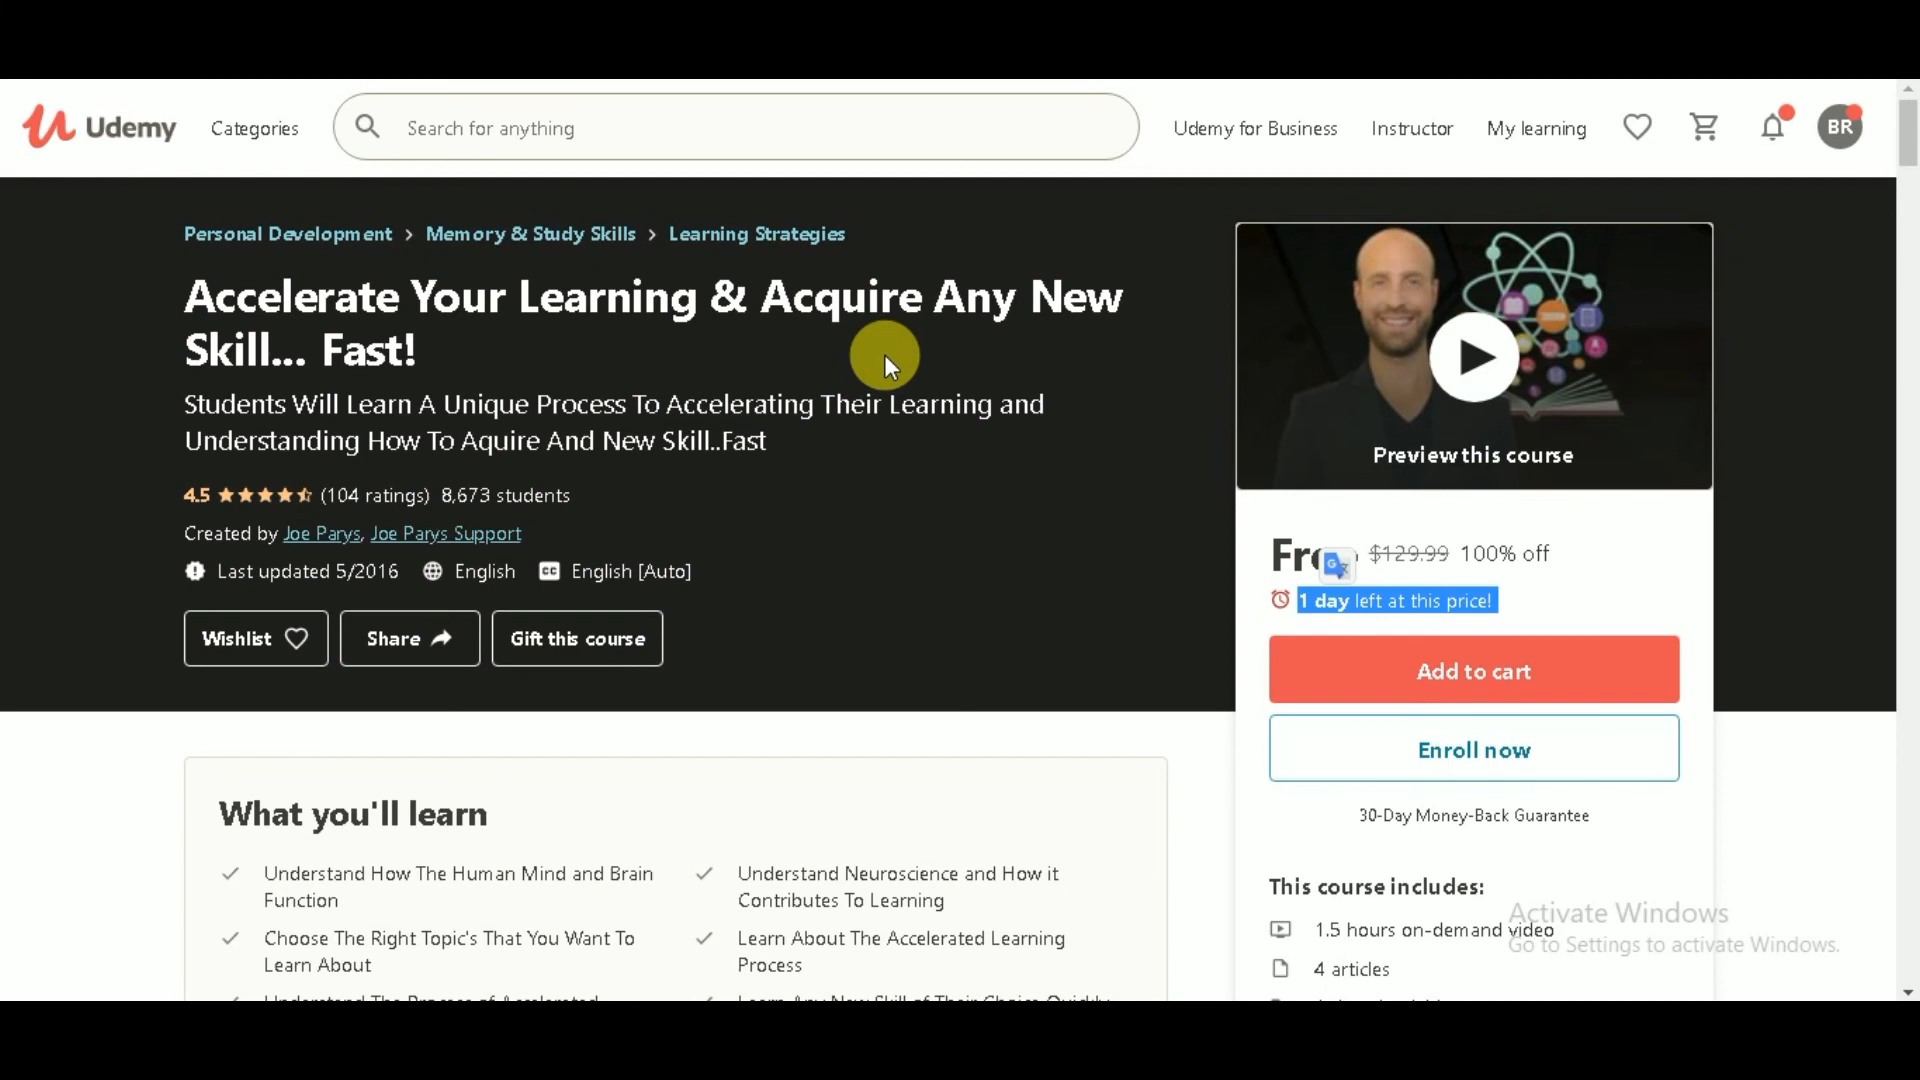 Udemy
Categories
Search for anything
Udemy for Business
Instructor
My learning
BR
Personal Development > Memory & Study Skills > Learning Strategies
Accelerate Your Learning & Acquire Any New
Skill... Fast!
Students Will Learn A Unique Process To Accelerating Their Learning and
Understanding How To Aquire And New Skill..Fast
4.5 (104 ratings) 8,673 students
Created by Joe Parys, Joe Parys Support
Last updated 5/2016 English CC English [Auto]
Wishlist
Share
Gift this course
Preview this course
$129.99 100% off
1 day left at this price!
Add to cart
Enroll now
30-Day Money-Back Guarantee
This course includes:
1.5 hours on-demand video
4 articles
What you'll learn
Understand How The Human Mind and Brain
Function
Choose The Right Topic's That You Want To
Learn About
Understand Neuroscience and How it
Contributes To Learning
Learn About The Accelerated Learning
Process
Activate Windows
Go to Settings to activate Windows.